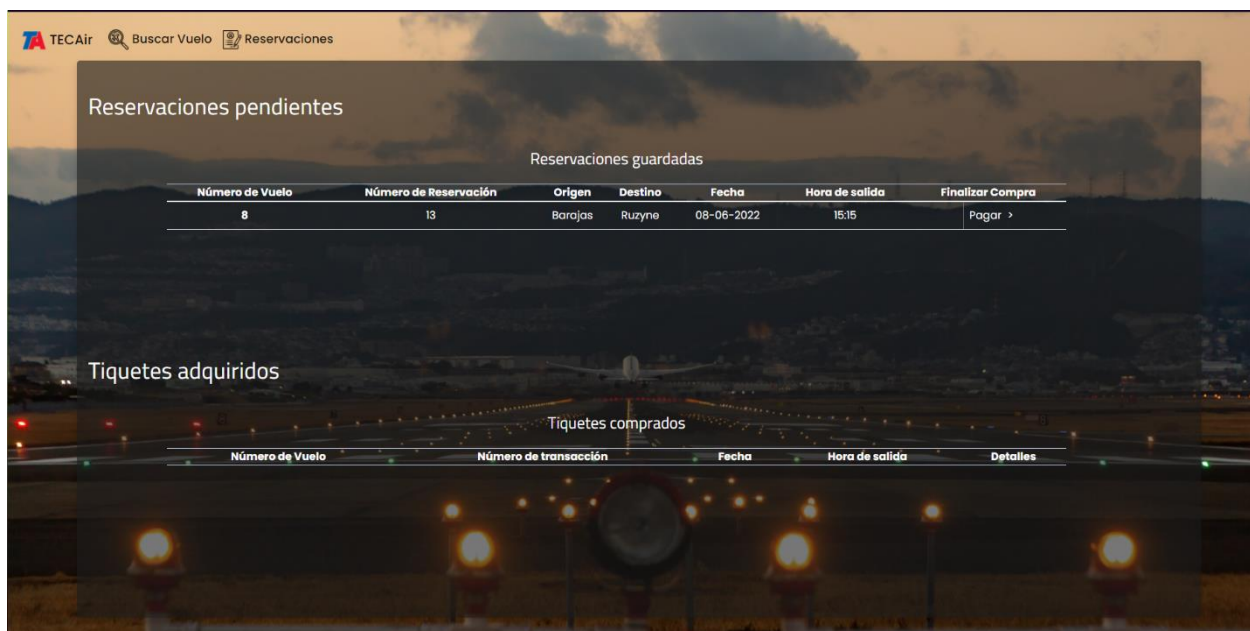 TA TECAir Buscar Vuelo Reservaciones
Reservaciones pendientes
Reservaciones guardadas
Número de Vuelo Número de Reservación Origen Destino Fecha Hora de salida Finalizar Compra
8 13 Barajas Ruzyne 08-06-2022 15:15 Pagar >
Tiquetes adquiridos
Tiquetes comprados
Número de Vuelo Número de transacción Fecha Hora de salida Detalles